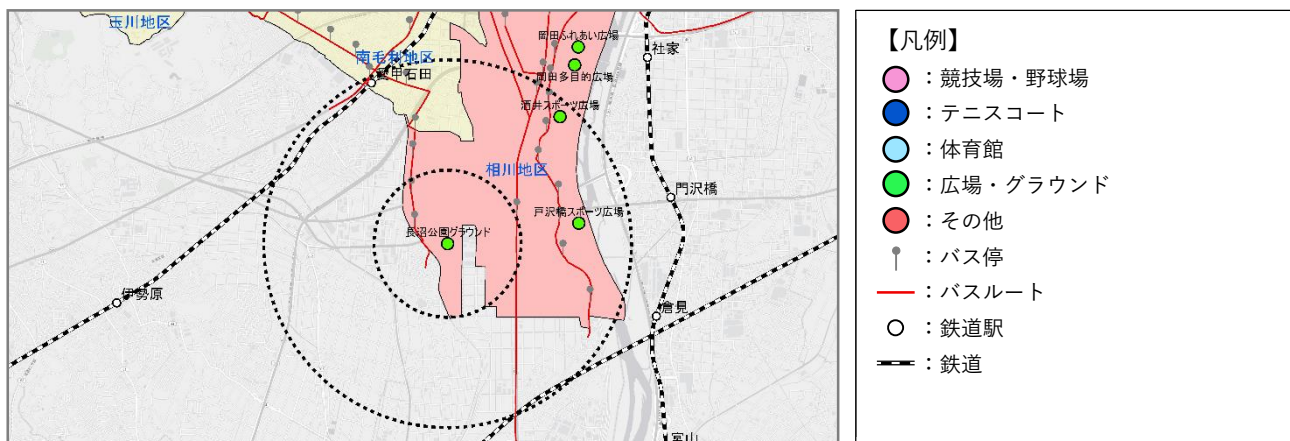 玉川地区
南毛利地区
愛甲石田
岡田ふれあい広場
岡田多目的広場
社家
酒井スポーツ広場
相川地区
門沢橋
戸沢橋スポーツ広場
長沼公園グラウンド
伊勢原
倉見
宮山
【凡例】
：競技場・野球場
：テニスコート
：体育館
：広場・グラウンド
：その他
：バス停
：バスルート
：鉄道駅
：鉄道